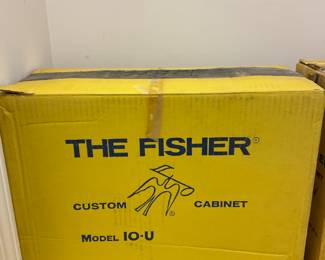 THE FISHER®
CUSTOM CABINET
®
MODEL 10-U